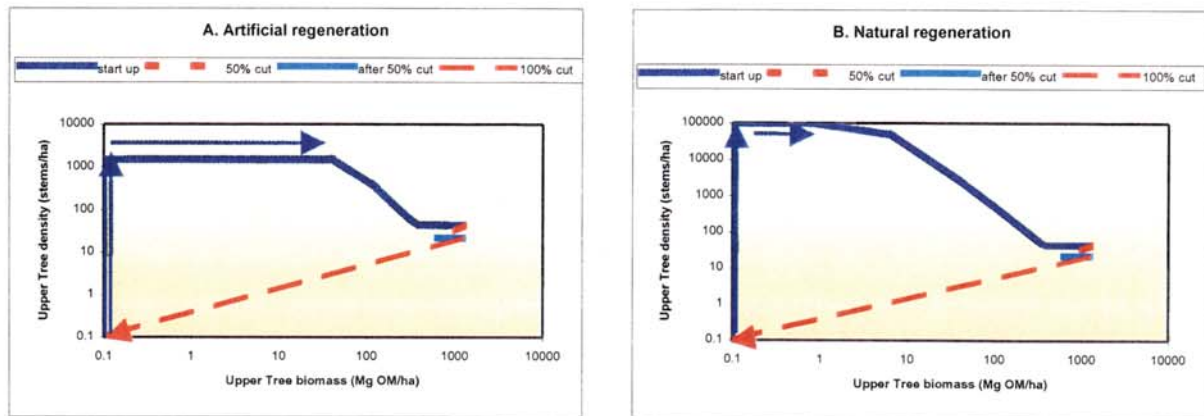 A. Artificial regeneration
start up 50% cut after 50% cut 100% cut
10000
1000
100
10
1
0.1
Upper Tree density (stems/ha)
0.1 1 10 100 1000 10000
Upper Tree biomass (Mg OM/ha)
B. Natural regeneration
start up 50% cut after 50% cut 100% cut
100000
10000
1000
100
10
1
0.1
Upper Tree density (stems/ha)
0.1 1 10 100 1000 10000
Upper Tree biomass (Mg OM/ha)